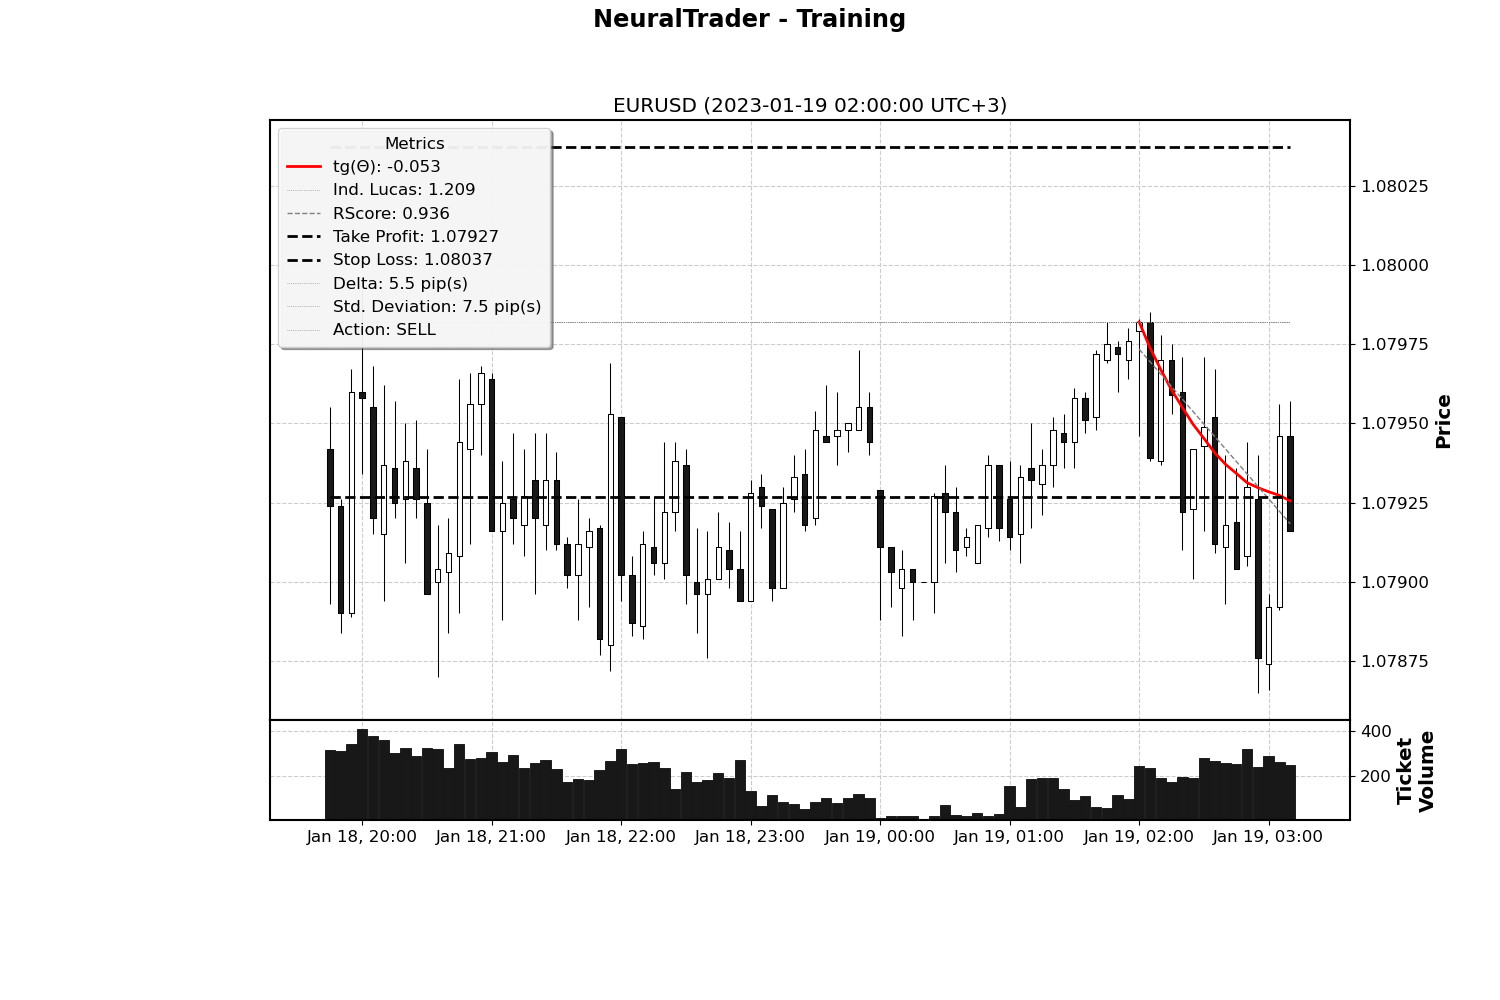 NeuralTrader - Training
EURUSD (2023-01-19 02:00:00 UTC+3)
Metrics
tg(Θ): -0.053
Ind. Lucas: 1.209
RScore: 0.936
Take Profit: 1.07927
Stop Loss: 1.08037
Delta: 5.5 pip(s)
Std. Deviation: 7.5 pip(s)
Action: SELL
1.08025
1.08000
1.07975
1.07950
1.07925
1.07900
1.07875
Price
400
200
Ticket
Volume
Jan 18, 20:00
Jan 18, 21:00
Jan 18, 22:00
Jan 18, 23:00
Jan 19, 00:00
Jan 19, 01:00
Jan 19, 02:00
Jan 19, 03:00